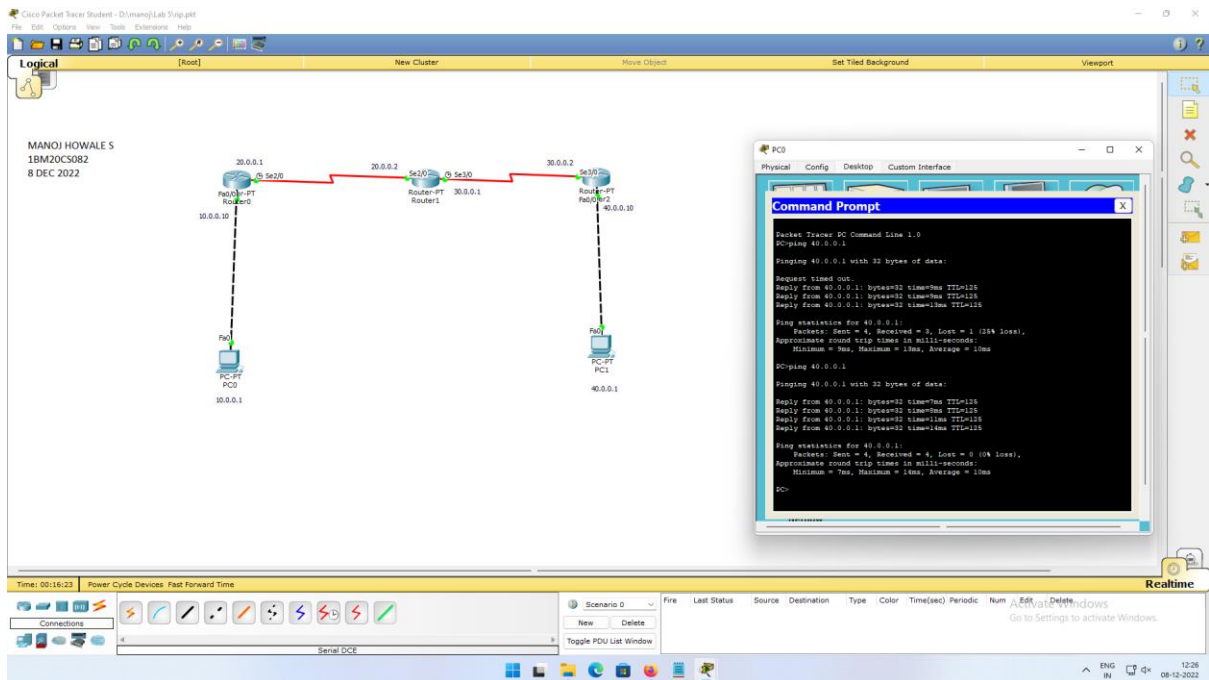 Cisco Packet Tracer Student - D:\manoj\Lab 5\rip.pkt
File Edit Options View Tools Extensions Help
Logical [Root] New Cluster Move Object Set Tiled Background Viewport
MANOJ HOWALE S
1BM20CS082
8 DEC 2022
20.0.0.1
Se2/0
Fa0/0
Router0
10.0.0.10
20.0.0.2
Se2/0
Se3/0
Router-PT
Router1
30.0.0.1
30.0.0.2
Se3/0
Router-PT
Fa0/0
40.0.0.10
Fa0
PC-PT
PC0
10.0.0.1
Fa0
PC-PT
PC1
40.0.0.1
PC0
Physical Config Desktop Custom Interface
Command Prompt X
Packet Tracer PC Command Line 1.0
PC>ping 40.0.0.1
Pinging 40.0.0.1 with 32 bytes of data:
Request timed out.
Reply from 40.0.0.1: bytes=32 time=9ms TTL=125
Reply from 40.0.0.1: bytes=32 time=9ms TTL=125
Reply from 40.0.0.1: bytes=32 time=13ms TTL=125
Ping statistics for 40.0.0.1:
Packets: Sent = 4, Received = 3, Lost = 1 (25% loss),
Approximate round trip times in milli-seconds:
Minimum = 9ms, Maximum = 13ms, Average = 10ms
PC>ping 40.0.0.1
Pinging 40.0.0.1 with 32 bytes of data:
Reply from 40.0.0.1: bytes=32 time=7ms TTL=125
Reply from 40.0.0.1: bytes=32 time=8ms TTL=125
Reply from 40.0.0.1: bytes=32 time=11ms TTL=125
Reply from 40.0.0.1: bytes=32 time=14ms TTL=125
Ping statistics for 40.0.0.1:
Packets: Sent = 4, Received = 4, Lost = 0 (0% loss),
Approximate round trip times in milli-seconds:
Minimum = 7ms, Maximum = 14ms, Average = 10ms
PC>
Time: 00:16:23 Power Cycle Devices Fast Forward Time Realtime
Connections
Serial DCE
Scenario 0
New Delete
Toggle PDU List Window
Fire Last Status Source Destination Type Color Time(sec) Periodic Num Edit Delete
Activate Windows
Go to Settings to activate Windows.
ENG
IN
12:26
08-12-2022